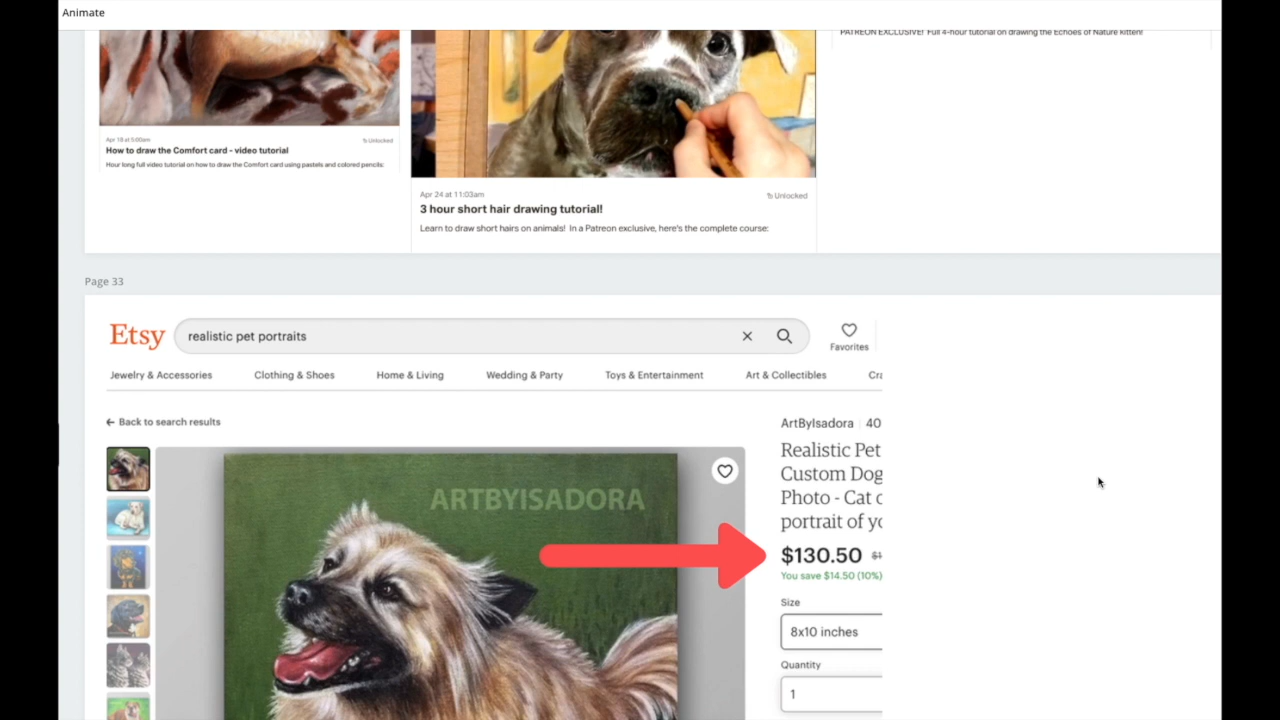 Animate
PATREON EXCLUSIVE! Full 4-hour tutorial on drawing the Echoes of Nature kitten!
Apr 18 at 5:00am
Unlocked
How to draw the Comfort card - video tutorial
Hour long full video tutorial on how to draw the Comfort card using pastels and colored pencils:
Apr 24 at 11:03am
Unlocked
3 hour short hair drawing tutorial!
Learn to draw short hairs on animals! In a Patreon exclusive, here's the complete course:
Page 33
Etsy
realistic pet portraits
Favorites
Jewelry & Accessories
Clothing & Shoes
Home & Living
Wedding & Party
Toys & Entertainment
Art & Collectibles
Cra
Back to search results
ARTBYISADORA
ArtByIsadora 40
Realistic Pet
Custom Dog
Photo - Cat o
portrait of yo
$130.50 $1
You save $14.50 (10%)
Size
8x10 inches
Quantity
1